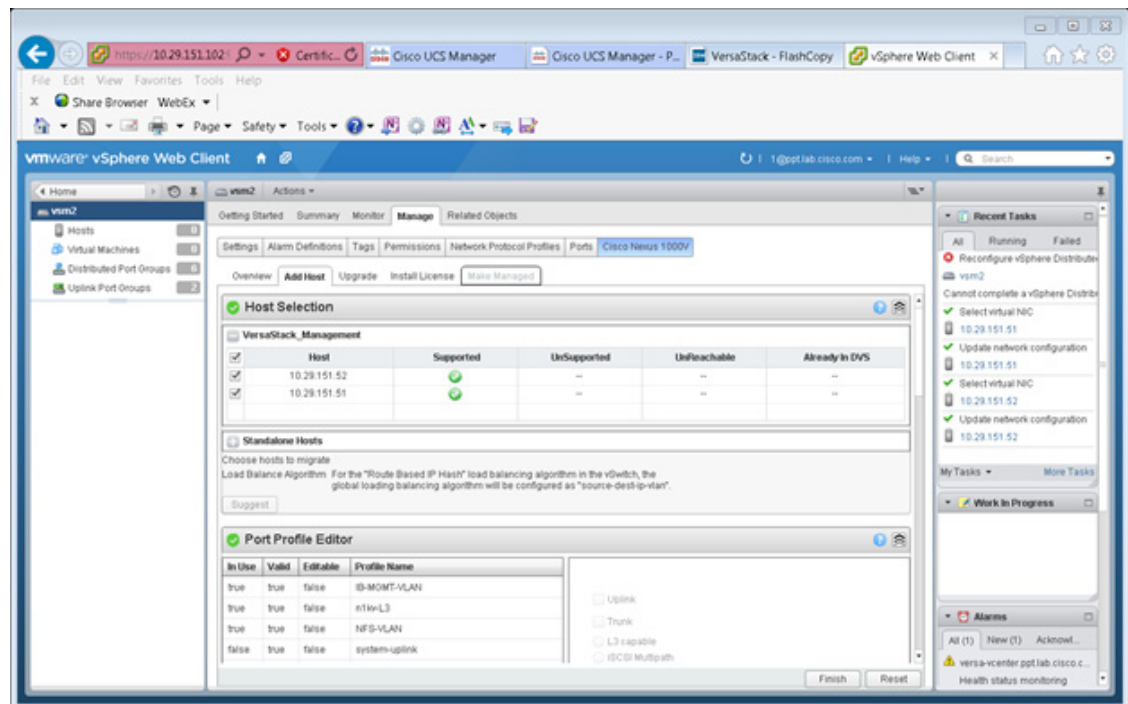 https://10.29.151.102
Certific...
Cisco UCS Manager
Cisco UCS Manager - P...
VersaStack - FlashCopy
vSphere Web Client
File Edit View Favorites Tools Help
x Share Browser WebEx
Page Safety Tools
vmware vSphere Web Client
1@ppt.lab.cisco.com
Help
Search
Home
vsm2
Hosts 0
Virtual Machines 0
Distributed Port Groups
Uplink Port Groups 2
vsm2 Actions
Getting Started Summary Monitor Manage Related Objects
Settings Alarm Definitions Tags Permissions Network Protocol Profiles Ports Cisco Nexus 1000V
Overview Add Host Upgrade Install License Make Managed
Host Selection
VersaStack_Management
Host Supported UnSupported UnReachable Already In DVS
10.29.151.52 -- -- --
10.29.151.51 -- -- --
Standalone Hosts
Choose hosts to migrate
Load Balance Algorithm For the "Route Based IP Hash" load balancing algorithm in the vSwitch, the
global loading balancing algorithm will be configured as "source-dest-ip-vlan".
Suggest
Port Profile Editor
In Use Valid Editable Profile Name
true true false IB-MGMT-VLAN
true true false n1kv-L3
true true false NFS-VLAN
false true false system-uplink
Uplink
Trunk
L3 capable
iSCSI Multipath
Finish Reset
Recent Tasks
All Running Failed
Reconfigure vSphere Distribute
vsm2
Cannot complete a vSphere Distrib
Select virtual NIC
10.29.151.51
Update network configuration
10.29.151.51
Select virtual NIC
10.29.151.52
Update network configuration
10.29.151.52
My Tasks More Tasks
Work In Progress
Alarms
All (1) New (1) Acknowl...
versa-vcenter.ppt.lab.cisco.c...
Health status monitoring